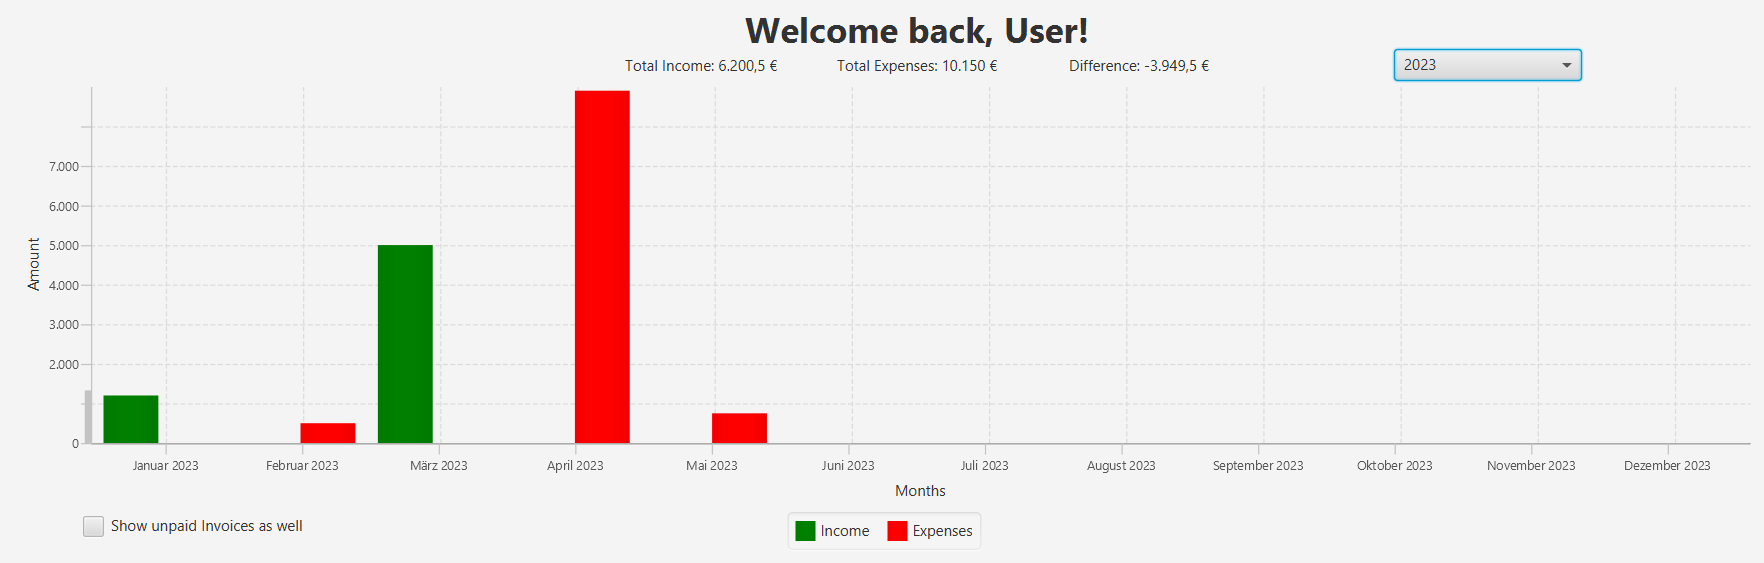 Welcome back, User!
Total Income: 6.200,5 € Total Expenses: 10.150 € Difference: -3.949,5 € 2023
7.000
6.000
5.000
4.000
3.000
2.000
0
Amount
Januar 2023 Februar 2023 März 2023 April 2023 Mai 2023 Juni 2023 Juli 2023 August 2023 September 2023 Oktober 2023 November 2023 Dezember 2023
Months
Show unpaid Invoices as well
Income Expenses